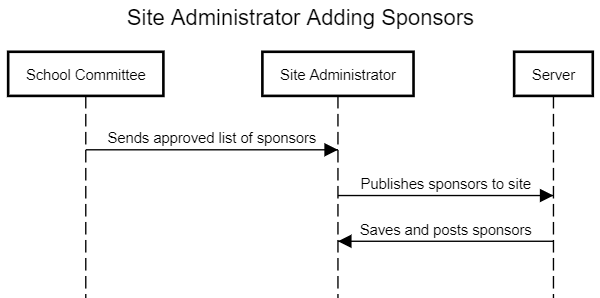 Site Administrator Adding Sponsors
School Committee
Site Administrator
Server
Sends approved list of sponsors
Publishes sponsors to site
Saves and posts sponsors